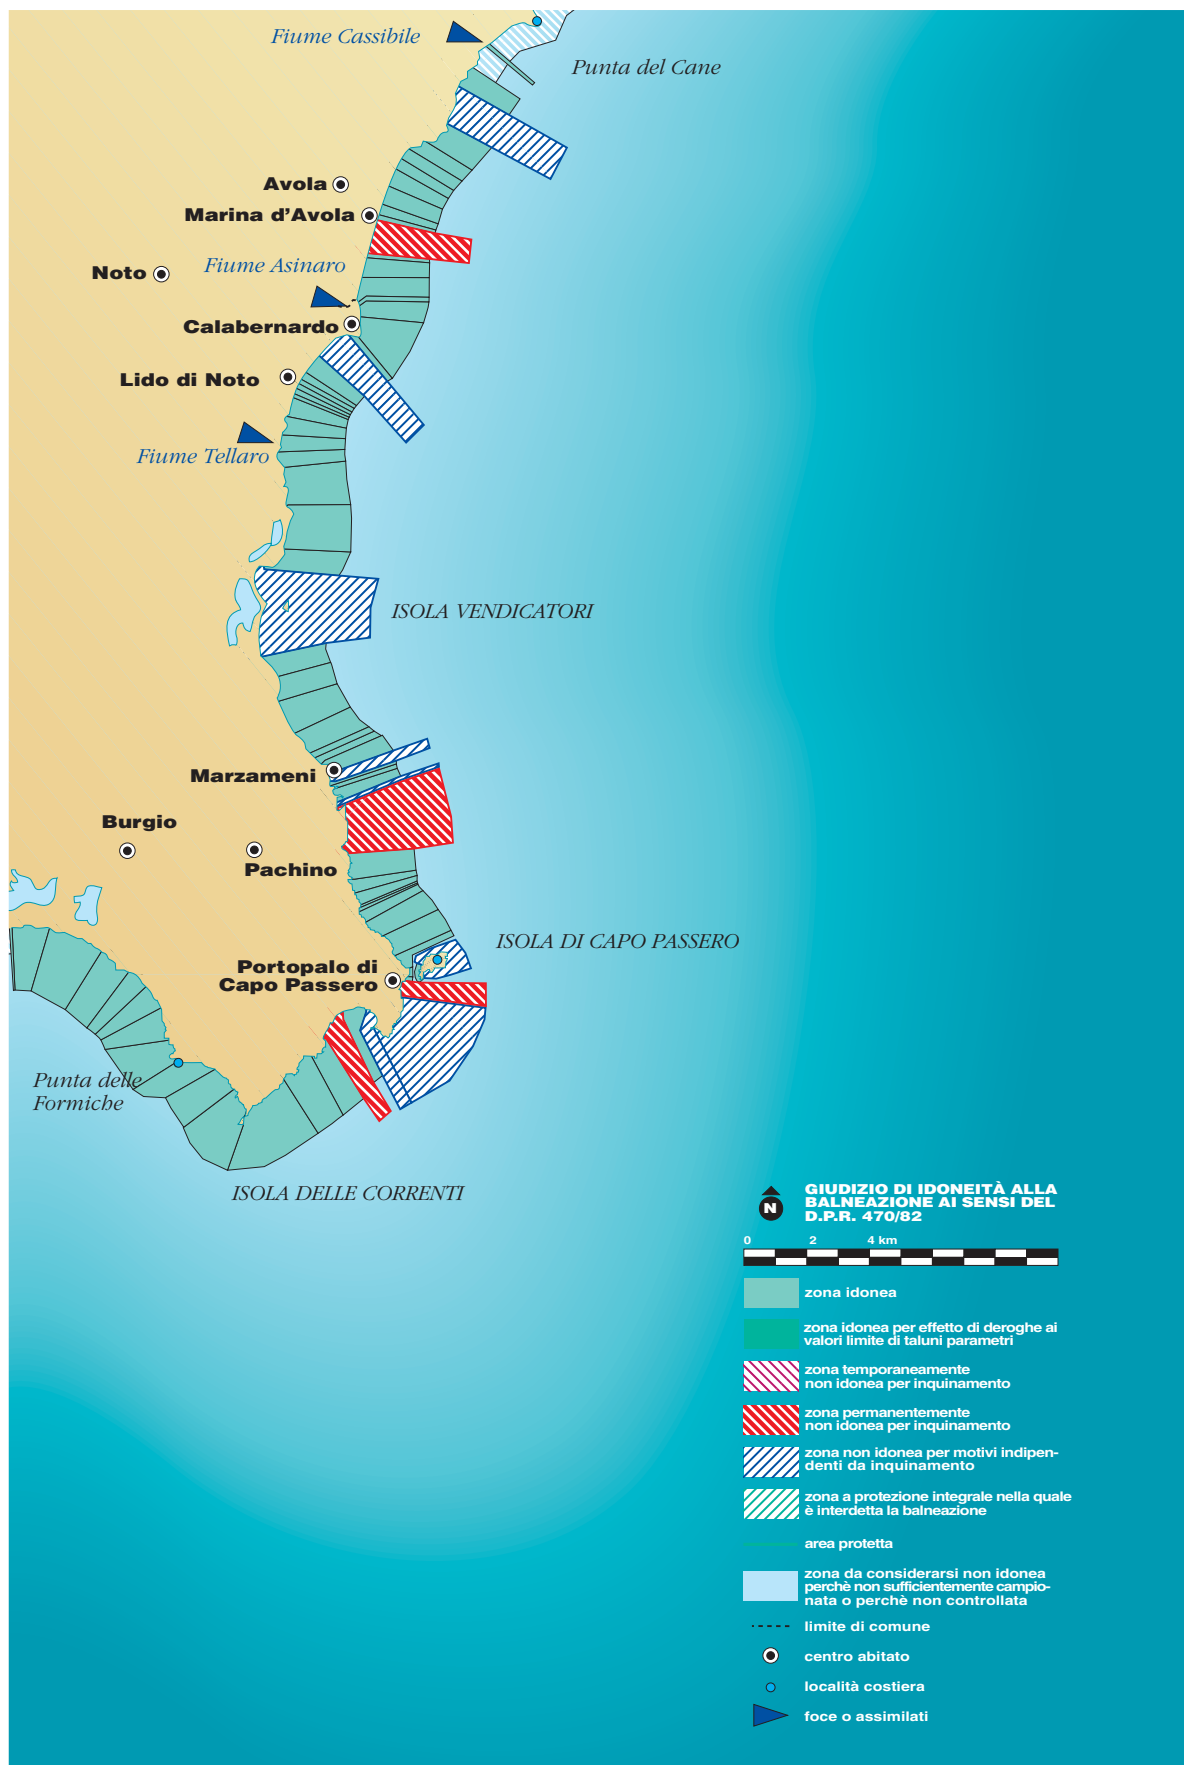 Fiume Cassibile
Punta del Cane
Avola
Marina d'Avola
Fiume Asinaro
Noto
Calabernardo
Lido di Noto
Fiume Tellaro
ISOLA VENDICATORI
Marzameni
Burgio
Pachino
ISOLA DI CAPO PASSERO
Portopalo di
Capo Passero
Punta delle
Formiche
ISOLA DELLE CORRENTI
N
GIUDIZIO DI IDONEITÀ ALLA
BALNEAZIONE AI SENSI DEL
D.P.R. 470/82
0 2 4 km
zona idonea
zona idonea per effetto di deroghe ai
valori limite di taluni parametri
zona temporaneamente
non idonea per inquinamento
zona permanentemente
non idonea per inquinamento
zona non idonea per motivi indipen-
denti da inquinamento
zona a protezione integrale nella quale
è interdetta la balneazione
area protetta
zona da considerarsi non idonea
perchè non sufficientemente campio-
nata o perchè non controllata
limite di comune
centro abitato
località costiera
foce o assimilati